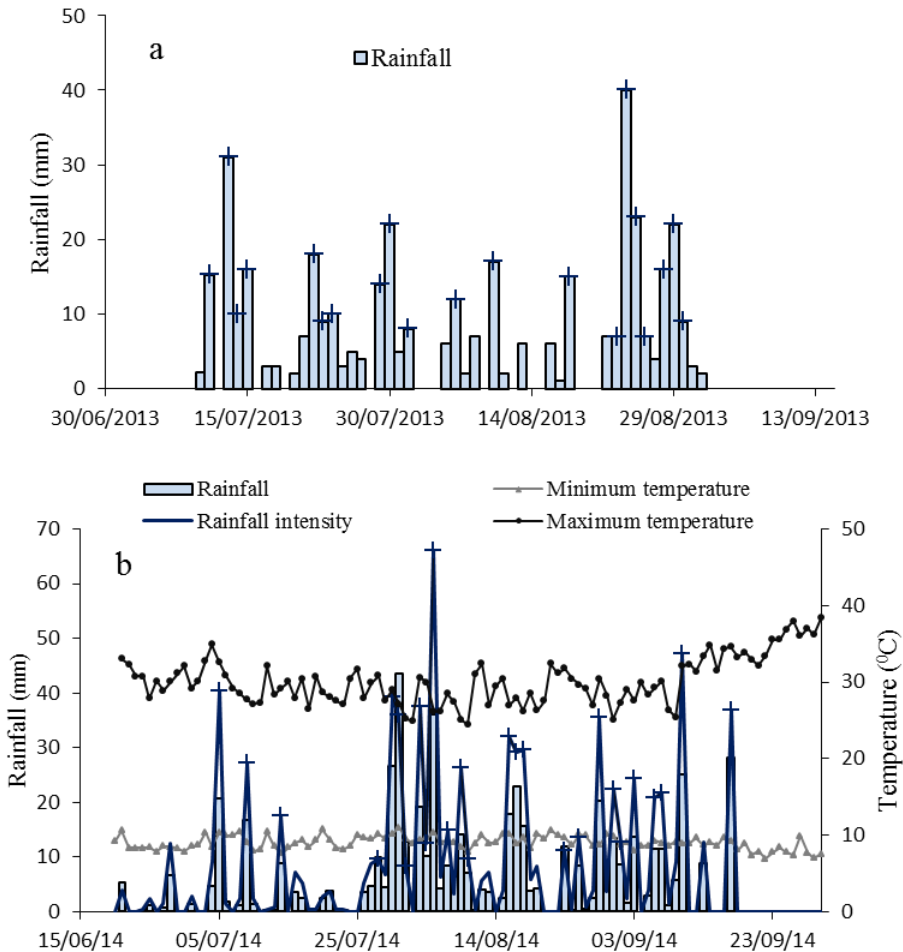 a
Rainfall
Rainfall (mm)
50
40
30
20
10
0
30/06/2013 15/07/2013 30/07/2013 14/08/2013 29/08/2013 13/09/2013
Rainfall Minimum temperature
Rainfall intensity Maximum temperature
b
Rainfall (mm)
70
60
50
40
30
20
10
0
50
40
30
20
10
0
Temperature (⁰C)
15/06/14 05/07/14 25/07/14 14/08/14 03/09/14 23/09/14